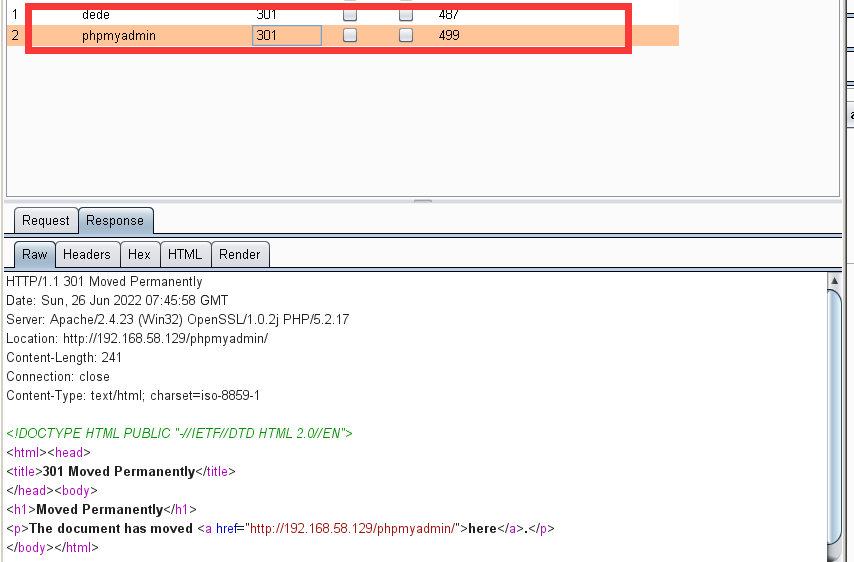 1 dede 301 487
2 phpmyadmin 301 499
Request Response
Raw Headers Hex HTML Render
HTTP/1.1 301 Moved Permanently
Date: Sun, 26 Jun 2022 07:45:58 GMT
Server: Apache/2.4.23 (Win32) OpenSSL/1.0.2j PHP/5.2.17
Location: http://192.168.58.129/phpmyadmin/
Content-Length: 241
Connection: close
Content-Type: text/html; charset=iso-8859-1
<!DOCTYPE HTML PUBLIC "-//IETF//DTD HTML 2.0//EN">
<html><head>
<title>301 Moved Permanently</title>
</head><body>
<h1>Moved Permanently</h1>
<p>The document has moved <a href="http://192.168.58.129/phpmyadmin/">here</a>.</p>
</body></html>